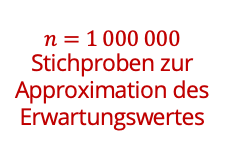 n = 1 000 000
Stichproben zur
Approximation des
Erwartungswertes